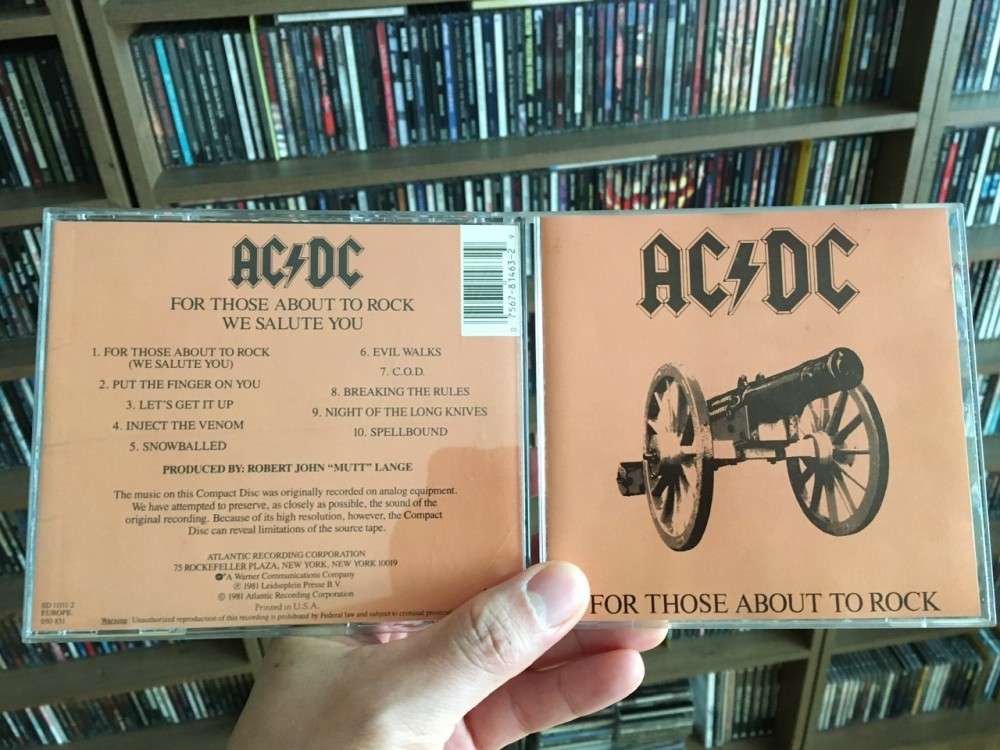 AC⚡DC
FOR THOSE ABOUT TO ROCK
WE SALUTE YOU
1. FOR THOSE ABOUT TO ROCK
(WE SALUTE YOU)
2. PUT THE FINGER ON YOU
3. LET'S GET IT UP
4. INJECT THE VENOM
5. SNOWBALLED
6. EVIL WALKS
7. C.O.D.
8. BREAKING THE RULES
9. NIGHT OF THE LONG KNIVES
10. SPELLBOUND
PRODUCED BY: ROBERT JOHN "MUTT" LANGE
The music on this Compact Disc was originally recorded on analog equipment.
We have attempted to preserve, as closely as possible, the sound of the
original recording. Because of its high resolution, however, the Compact
Disc can reveal limitations of the source tape.
ATLANTIC RECORDING CORPORATION
75 ROCKEFELLER PLAZA, NEW YORK, NEW YORK 10019
A Warner Communications Company
℗ 1981 Leidseplein Presse B.V.
© 1981 Atlantic Recording Corporation
Printed in U.S.A.
SD 11111-2
EUROPE:
Warning: Unauthorized reproduction of this recording is prohibited by Federal law and subject to criminal
7567-81463-2 9
AC⚡DC
FOR THOSE ABOUT TO ROCK